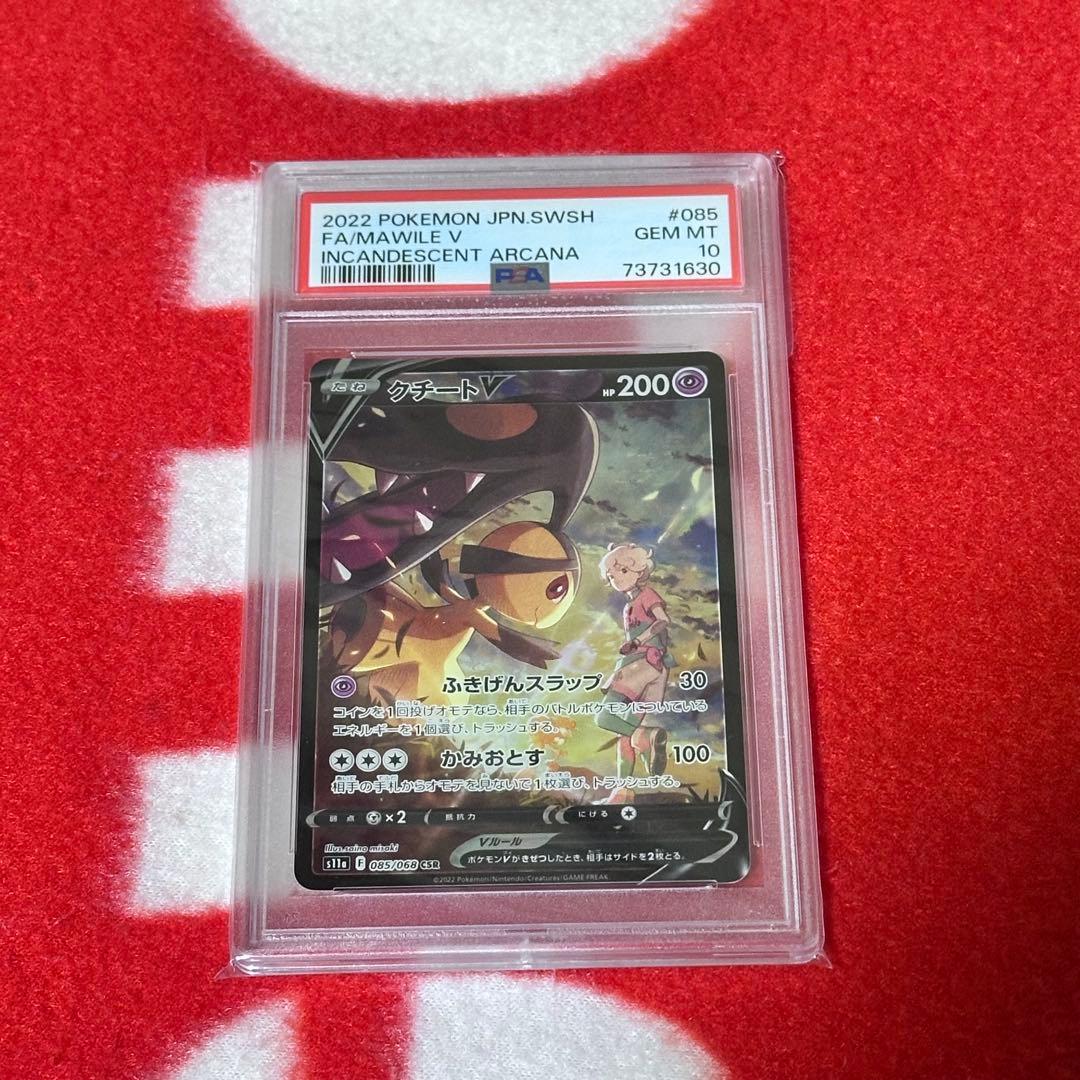 2022 POKEMON JPN.SWSH #085
FA/MAWILE V GEM MT
INCANDESCENT ARCANA 10
PSA 73731630
たね クチートV HP 200
ふきげんスラップ 30
コインを1回投げオモテなら、相手のバトルポケモンについている
エネルギーを1個選び、トラッシュする。
かみおとす 100
相手の手札からオモテを見ないで1枚選び、トラッシュする。
弱点 ×2 抵抗力 にげる
Illus. saino misaki
Vルール
s11a F 085/068 CSR ポケモンVがきぜつしたとき、相手はサイドを2枚とる。
©2022 Pokémon/Nintendo/Creatures/GAME FREAK.